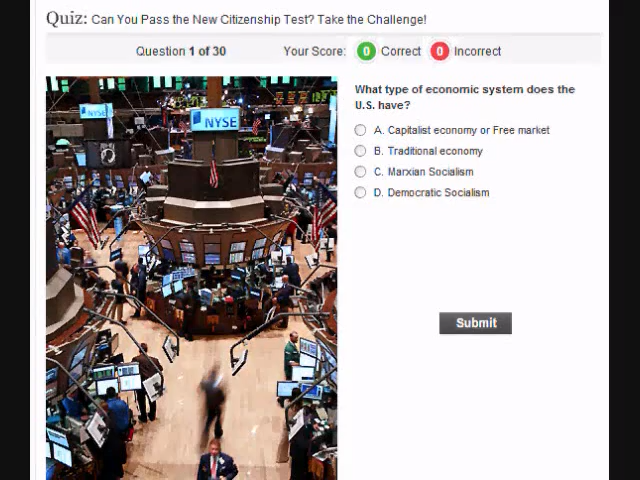 Quiz: Can You Pass the New Citizenship Test? Take the Challenge!
Question 1 of 30 Your Score: 0 Correct 0 Incorrect
What type of economic system does the
U.S. have?
A. Capitalist economy or Free market
B. Traditional economy
C. Marxian Socialism
D. Democratic Socialism
Submit
NYSE
NYSE